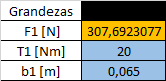 Grandezas
F1 [N] 307,6923077
T1 [Nm] 20
b1 [m] 0,065